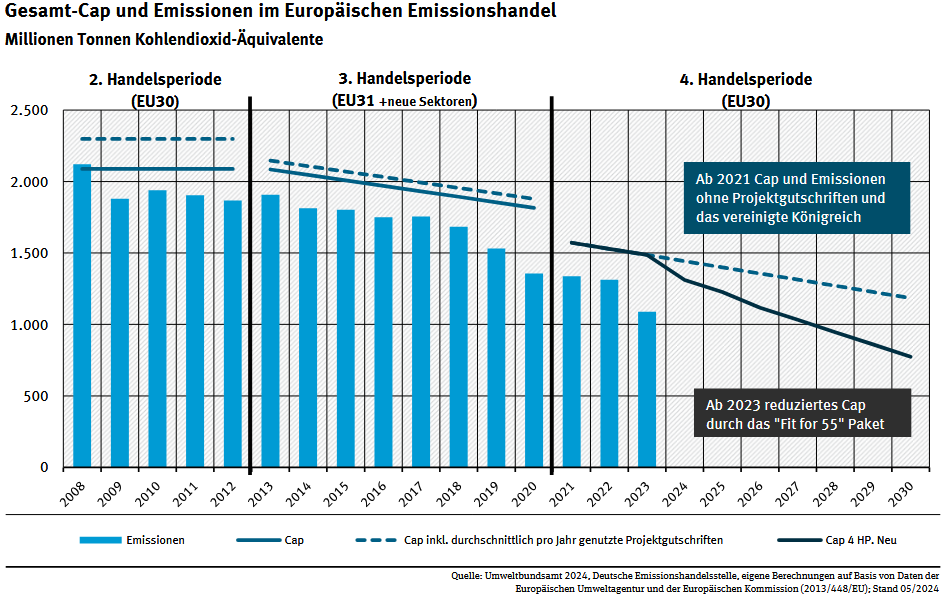 Gesamt-Cap und Emissionen im Europäischen Emissionshandel
Millionen Tonnen Kohlendioxid-Äquivalente
2. Handelsperiode
(EU30)
3. Handelsperiode
(EU31 +neue Sektoren)
4. Handelsperiode
(EU30)
2.500
2.000
1.500
1.000
500
0
Ab 2021 Cap und Emissionen
ohne Projektgutschriften und
das vereinigte Königreich
Ab 2023 reduziertes Cap
durch das "Fit for 55" Paket
2008
2009
2010
2011
2012
2013
2014
2015
2016
2017
2018
2019
2020
2021
2022
2023
2024
2025
2026
2027
2028
2029
2030
Emissionen
Cap
Cap inkl. durchschnittlich pro Jahr genutzte Projektgutschriften
Cap 4 HP. Neu
Quelle: Umweltbundsamt 2024, Deutsche Emissionshandelsstelle, eigene Berechnungen auf Basis von Daten der
Europäischen Umweltagentur und der Europäischen Kommission (2013/448/EU); Stand 05/2024